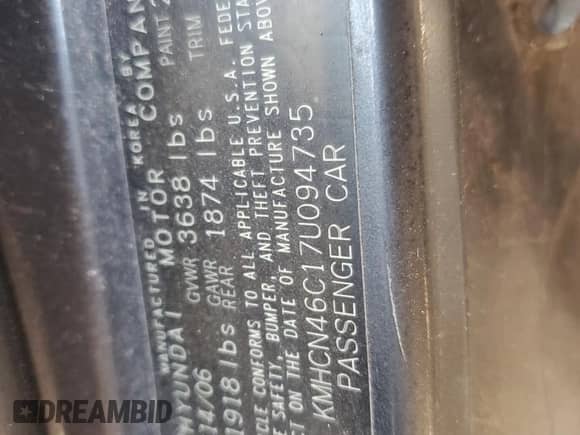 MANUFACTURED IN KOREA BY
HYUNDAI MOTOR COMPAN
14/06 GVWR 3638 lbs PAINT
GAWR
1918 lbs REAR 1874 lbs TRIM
CLE CONFORMS TO ALL APPLICABLE U.S.A. FEDE
SAFETY, BUMPER, AND THEFT PREVENTION STA
CT ON THE DATE OF MANUFACTURE SHOWN ABOV
KMHCN46C17U094735
PASSENGER CAR
DREAMBID